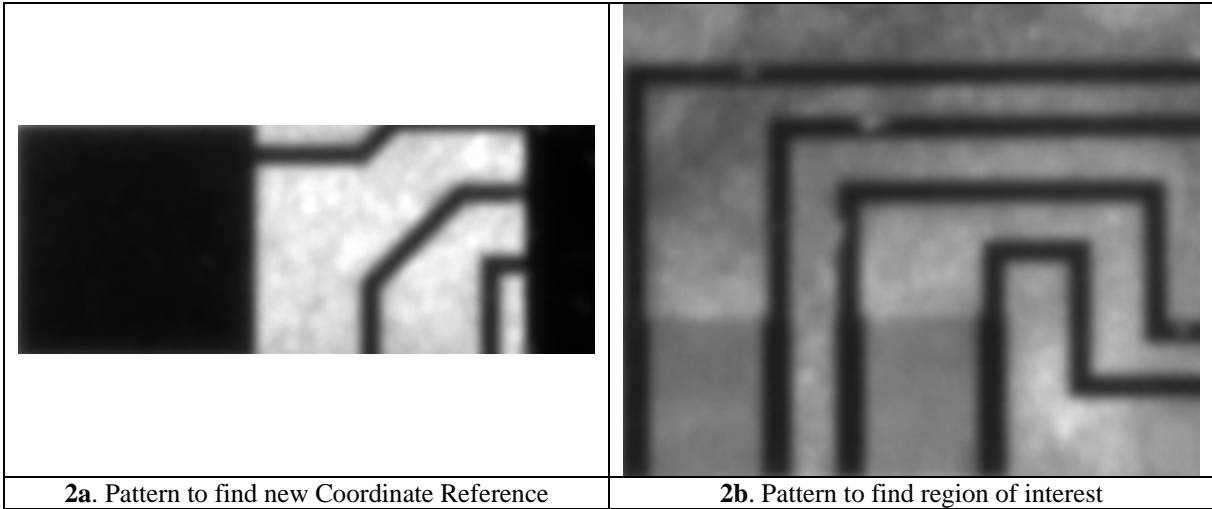 2a. Pattern to find new Coordinate Reference
2b. Pattern to find region of interest